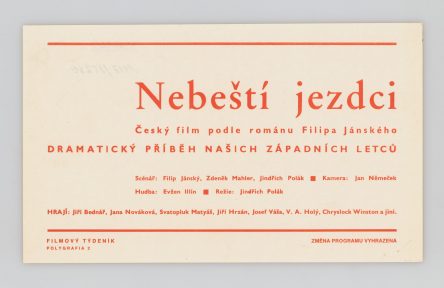 Nebeští jezdci
Český film podle románu Filipa Jánského
DRAMATICKÝ PŘÍBĚH NAŠICH ZÁPADNÍCH LETCŮ
Scénář: Filip Jánský, Zdeněk Mahler, Jindřich Polák ■ Kamera: Jan Němeček
Hudba: Evžen Illín ■ Režie: Jindřich Polák
HRAJÍ: Jiří Bednář, Jana Nováková, Svatopluk Matyáš, Jiří Hrzán, Josef Váša, V. A. Holý, Chryslock Winston a jiní.
FILMOVÝ TÝDENÍK
POLYGRAFIA 2
ZMĚNA PROGRAMU VYHRAZENA